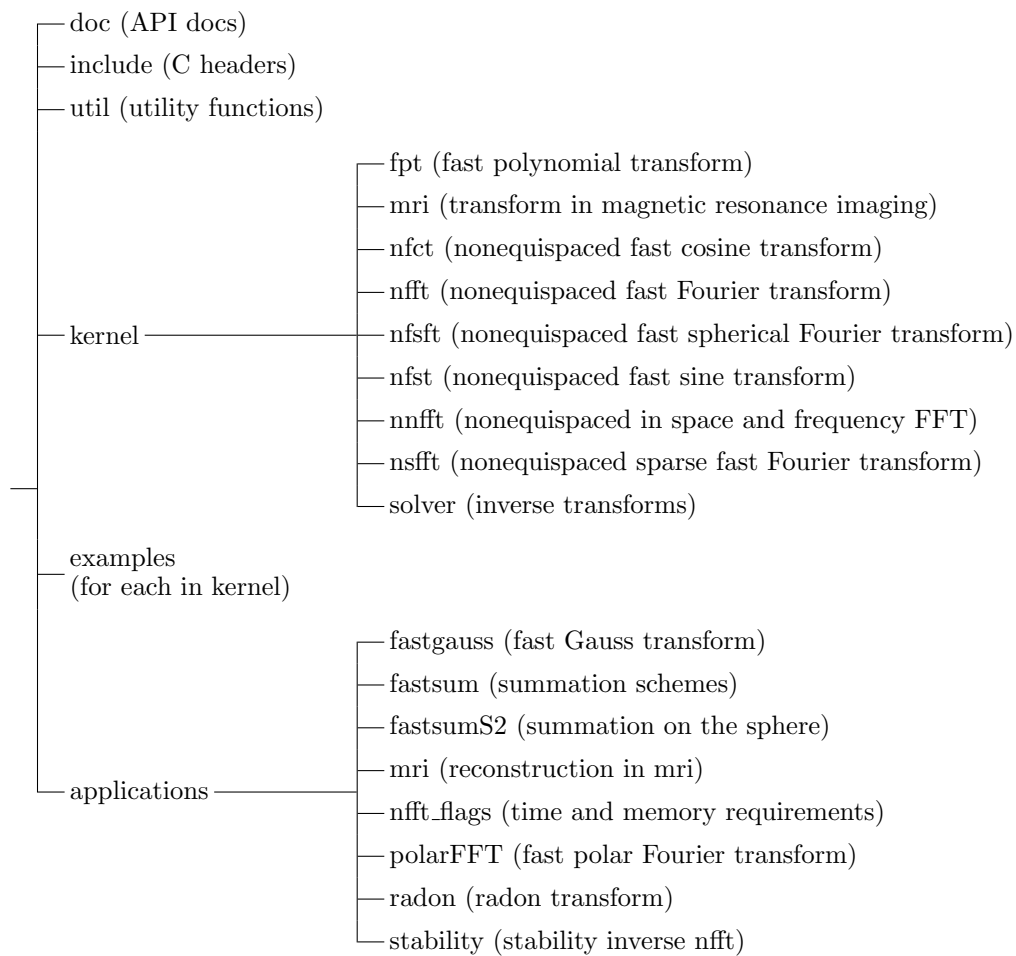 doc (API docs)
include (C headers)
util (utility functions)
kernel
fpt (fast polynomial transform)
mri (transform in magnetic resonance imaging)
nfct (nonequispaced fast cosine transform)
nfft (nonequispaced fast Fourier transform)
nfsft (nonequispaced fast spherical Fourier transform)
nfst (nonequispaced fast sine transform)
nnfft (nonequispaced in space and frequency FFT)
nsfft (nonequispaced sparse fast Fourier transform)
solver (inverse transforms)
examples
(for each in kernel)
applications
fastgauss (fast Gauss transform)
fastsum (summation schemes)
fastsumS2 (summation on the sphere)
mri (reconstruction in mri)
nfft_flags (time and memory requirements)
polarFFT (fast polar Fourier transform)
radon (radon transform)
stability (stability inverse nfft)